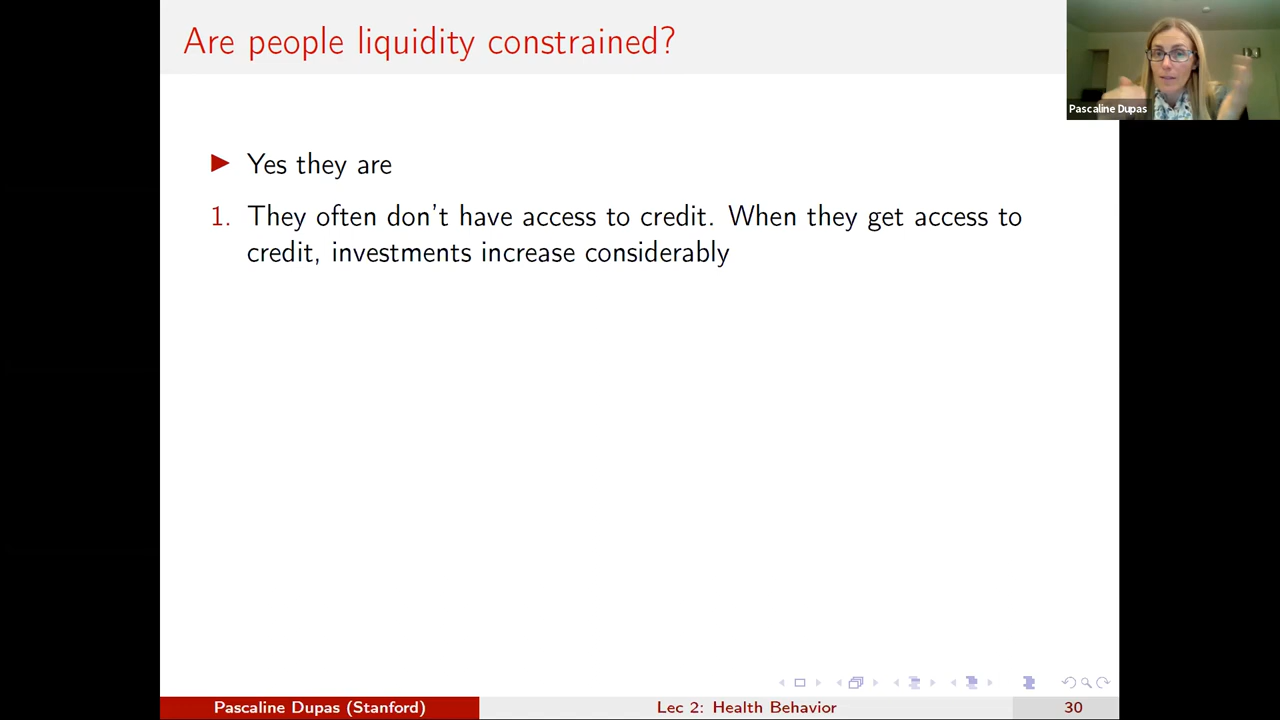 Are people liquidity constrained?
Pascaline Dupas
Yes they are
1. They often don't have access to credit. When they get access to
credit, investments increase considerably
Pascaline Dupas (Stanford)
Lec 2: Health Behavior
30